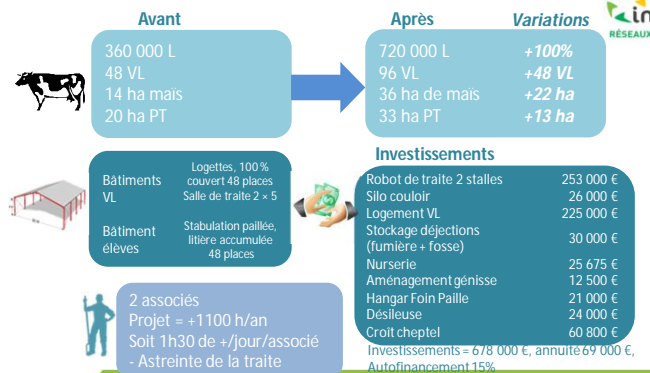 Avant
Après
Variations
RÉSEAUX
360 000 L
48 VL
14 ha maïs
20 ha PT
720 000 L
96 VL
36 ha de maïs
33 ha PT
+100%
+48 VL
+22 ha
+13 ha
Bâtiments VL
Logettes, 100 %
couvert 48 places
Salle de traite 2 × 5
Bâtiment élèves
Stabulation paillée,
litière accumulée
48 places
Investissements
Robot de traite 2 stalles 253 000 €
Silo couloir 26 000 €
Logement VL 225 000 €
Stockage déjections
(fumière + fosse) 30 000 €
Nurserie 25 675 €
Aménagement génisse 12 500 €
Hangar Foin Paille 21 000 €
Désileuse 24 000 €
Croit cheptel 60 800 €
Investissements = 678 000 €, annuité 69 000 €,
Autofinancement 15%
2 associés
Projet = +1100 h/an
Soit 1h30 de +/jour/associé
- Astreinte de la traite